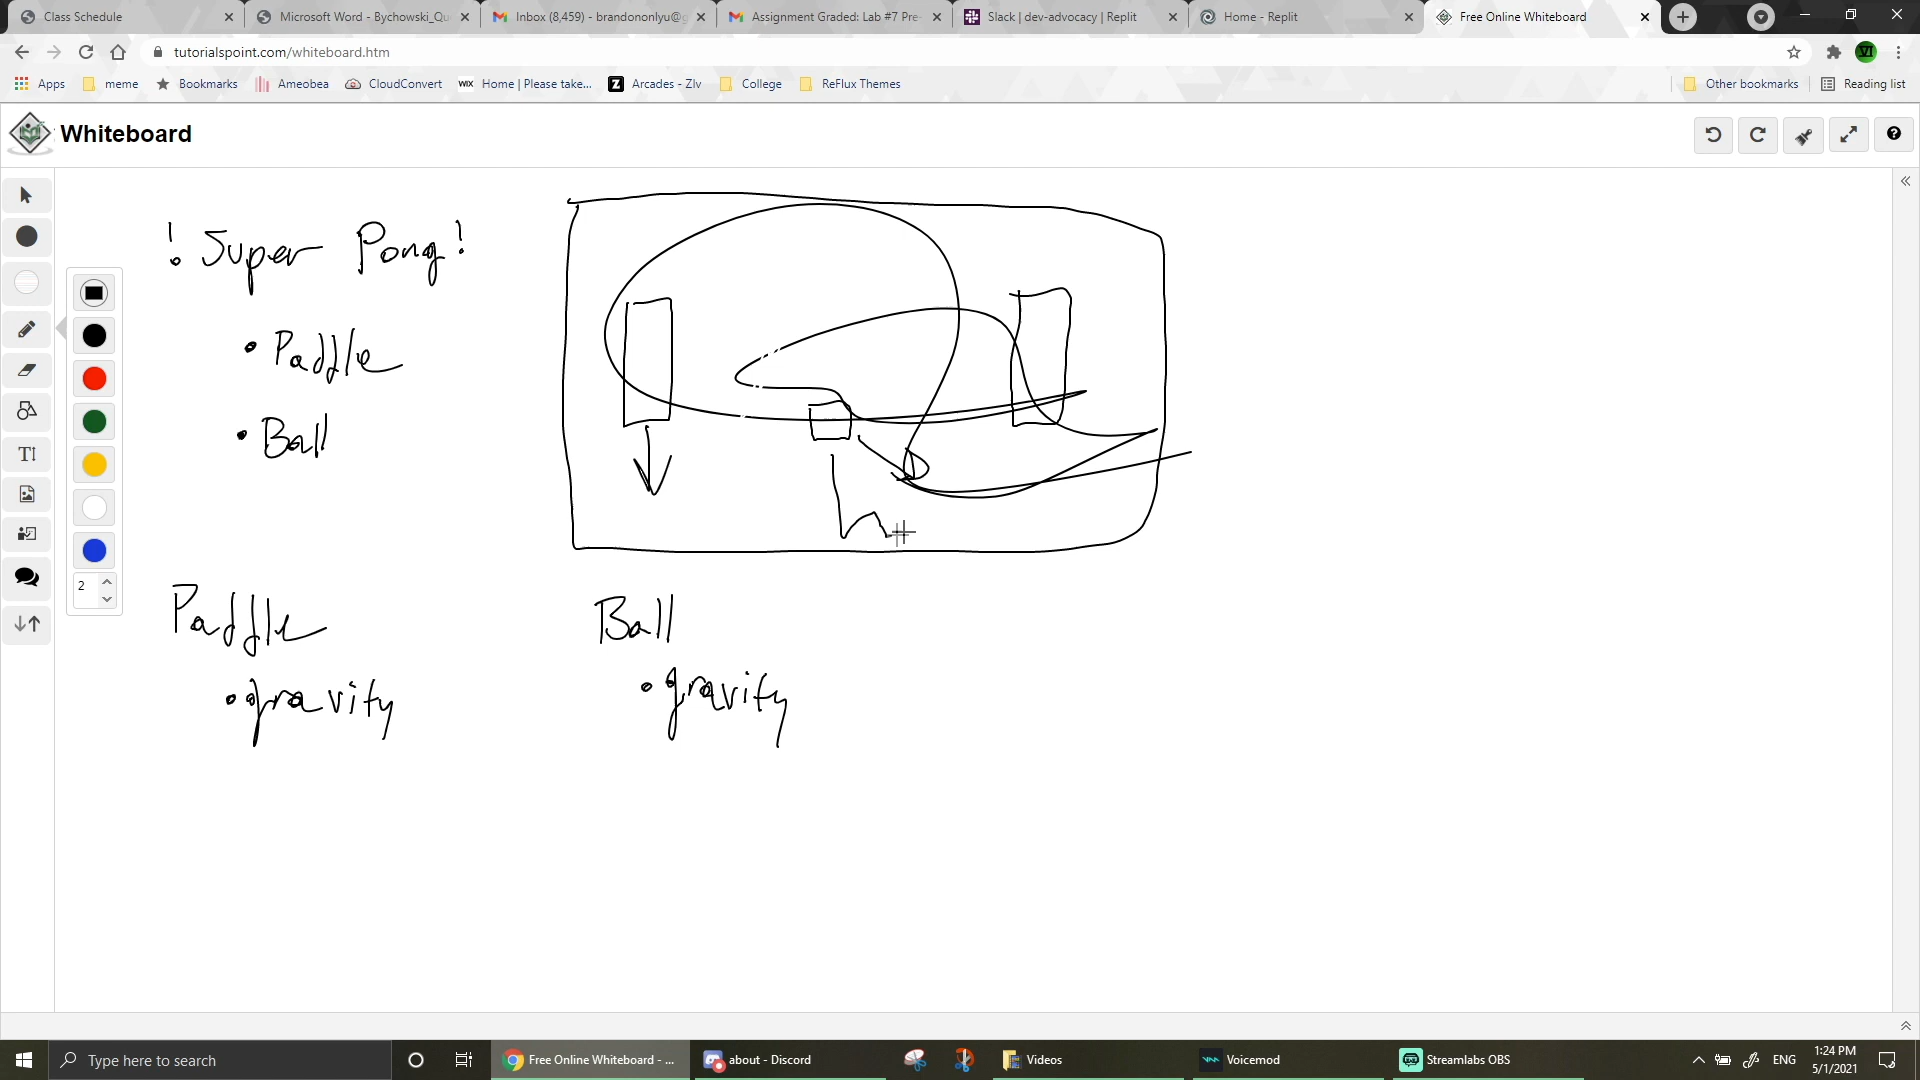 Class Schedule
Microsoft Word - Bychowski_Qu
Inbox (8,459) - brandononlyu@g
Assignment Graded: Lab #7 Pre-
Slack | dev-advocacy | Replit
Home - Replit
Free Online Whiteboard
tutorialspoint.com/whiteboard.htm
Apps
meme
Bookmarks
Ameobea
CloudConvert
WIX Home | Please take...
Z Arcades - Zlv
College
ReFlux Themes
Other bookmarks
Reading list
Whiteboard
! Super Pong!
• Paddle
• Ball
T
2
Paddle
• gravity
Ball
• gravity
Type here to search
Free Online Whiteboard - ...
about - Discord
Videos
Voicemod
Streamlabs OBS
ENG
1:24 PM
5/1/2021